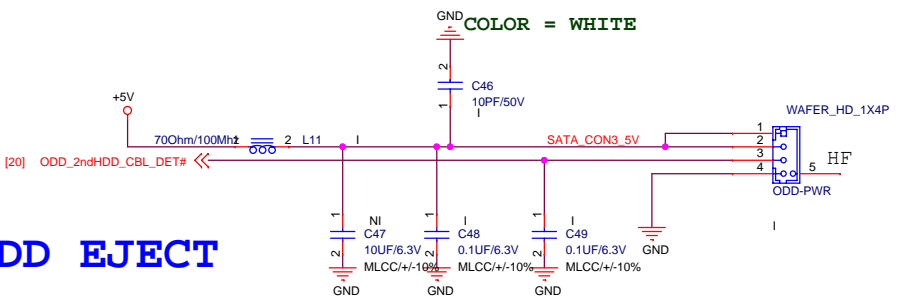 GND
COLOR = WHITE
2
C46
10PF/50V
1
I
+5V
WAFER_HD_1X4P
70Ohm/100Mhz
1
2
L11
I
SATA_CON3_5V
1
2
3
4
5
HF
[20] ODD_2ndHDD_CBL_DET#
ODD-PWR
I
1
NI
C47
2
10UF/6.3V
MLCC/+/-10%
GND
1
I
C48
2
0.1UF/6.3V
MLCC/+/-10%
GND
1
I
C49
2
0.1UF/6.3V
MLCC/+/-10%
GND
GND
DD EJECT